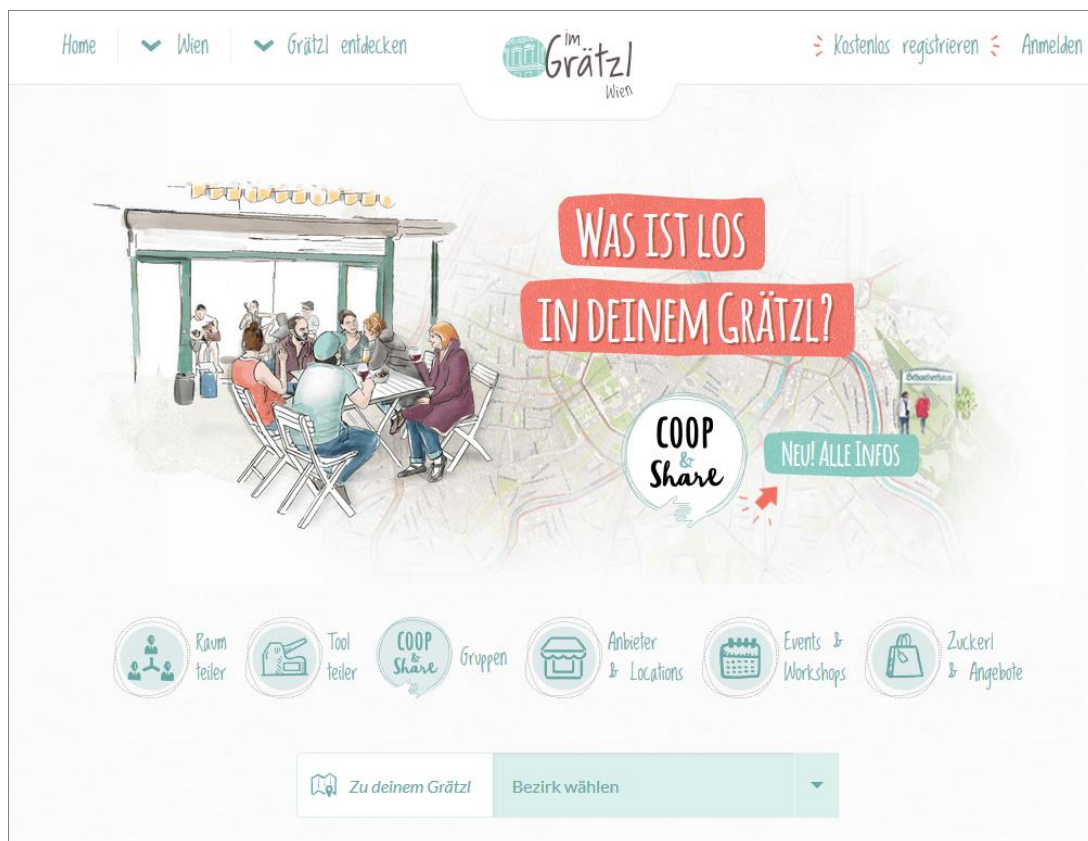 Home
Wien
Grätzl entdecken
im
Grätzl
Wien
Kostenlos registrieren
Anmelden
WAS IST LOS
IN DEINEM GRÄTZL?
COOP
&
Share
NEU! ALLE INFOS
Raum
teiler
Tool
teiler
COOP
&
Share
Gruppen
Anbieter
& Locations
Events &
Workshops
Zuckerl
& Angebote
Zu deinem Grätzl
Bezirk wählen